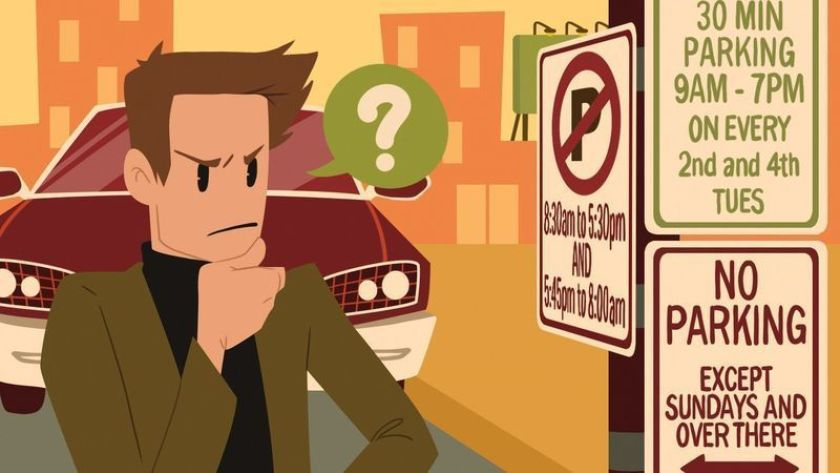 ?
P
8:30am to 5:30pm
AND
5:45pm to 8:00am
30 MIN
PARKING
9AM - 7PM
ON EVERY
2nd and 4th
TUES
NO
PARKING
EXCEPT
SUNDAYS AND
OVER THERE